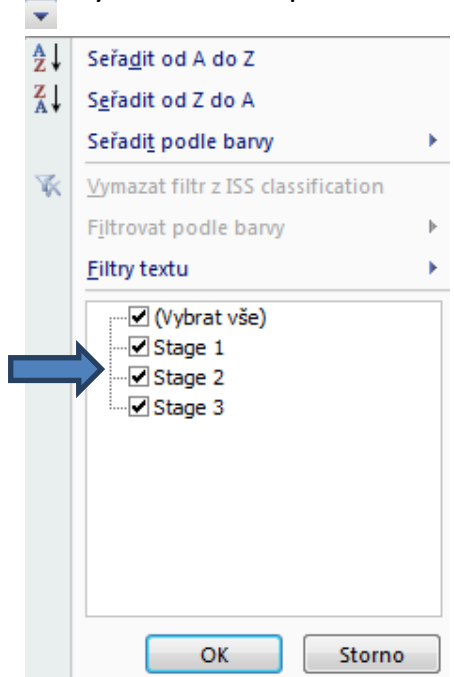 Seřadit od A do Z
Seřadit od Z do A
Seřadit podle barvy
Vymazat filtr z ISS classification
Filtrovat podle barvy
Filtry textu
(Vybrat vše)
Stage 1
Stage 2
Stage 3
OK Storno